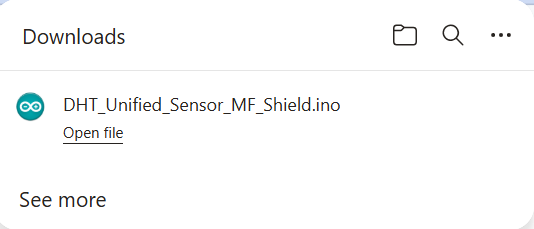 Downloads
DHT_Unified_Sensor_MF_Shield.ino
Open file
See more